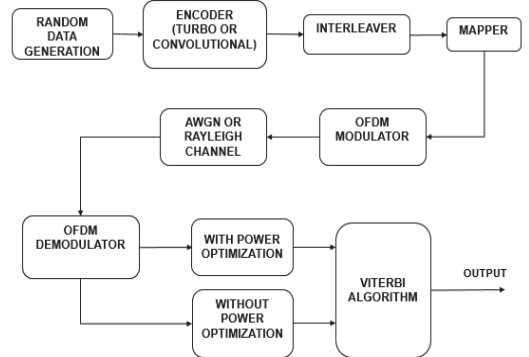 RANDOM
DATA
GENERATION
ENCODER
(TURBO OR
CONVOLUTIONAL)
INTERLEAVER
MAPPER
AWGN OR
RAYLEIGH
CHANNEL
OFDM
MODULATOR
OFDM
DEMODULATOR
WITH POWER
OPTIMIZATION
WITHOUT
POWER
OPTIMIZATION
VITERBI
ALGORITHM
OUTPUT